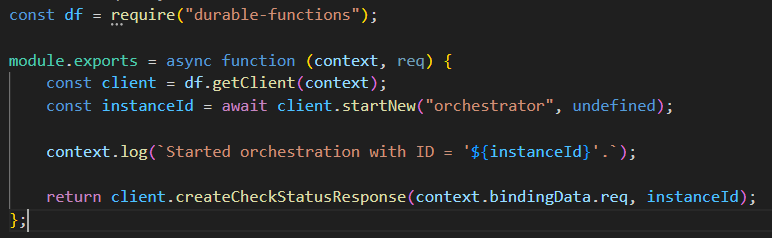 const df = require("durable-functions");
module.exports = async function (context, req) {
const client = df.getClient(context);
const instanceId = await client.startNew("orchestrator", undefined);
context.log(`Started orchestration with ID = '${instanceId}'.`);
return client.createCheckStatusResponse(context.bindingData.req, instanceId);
};